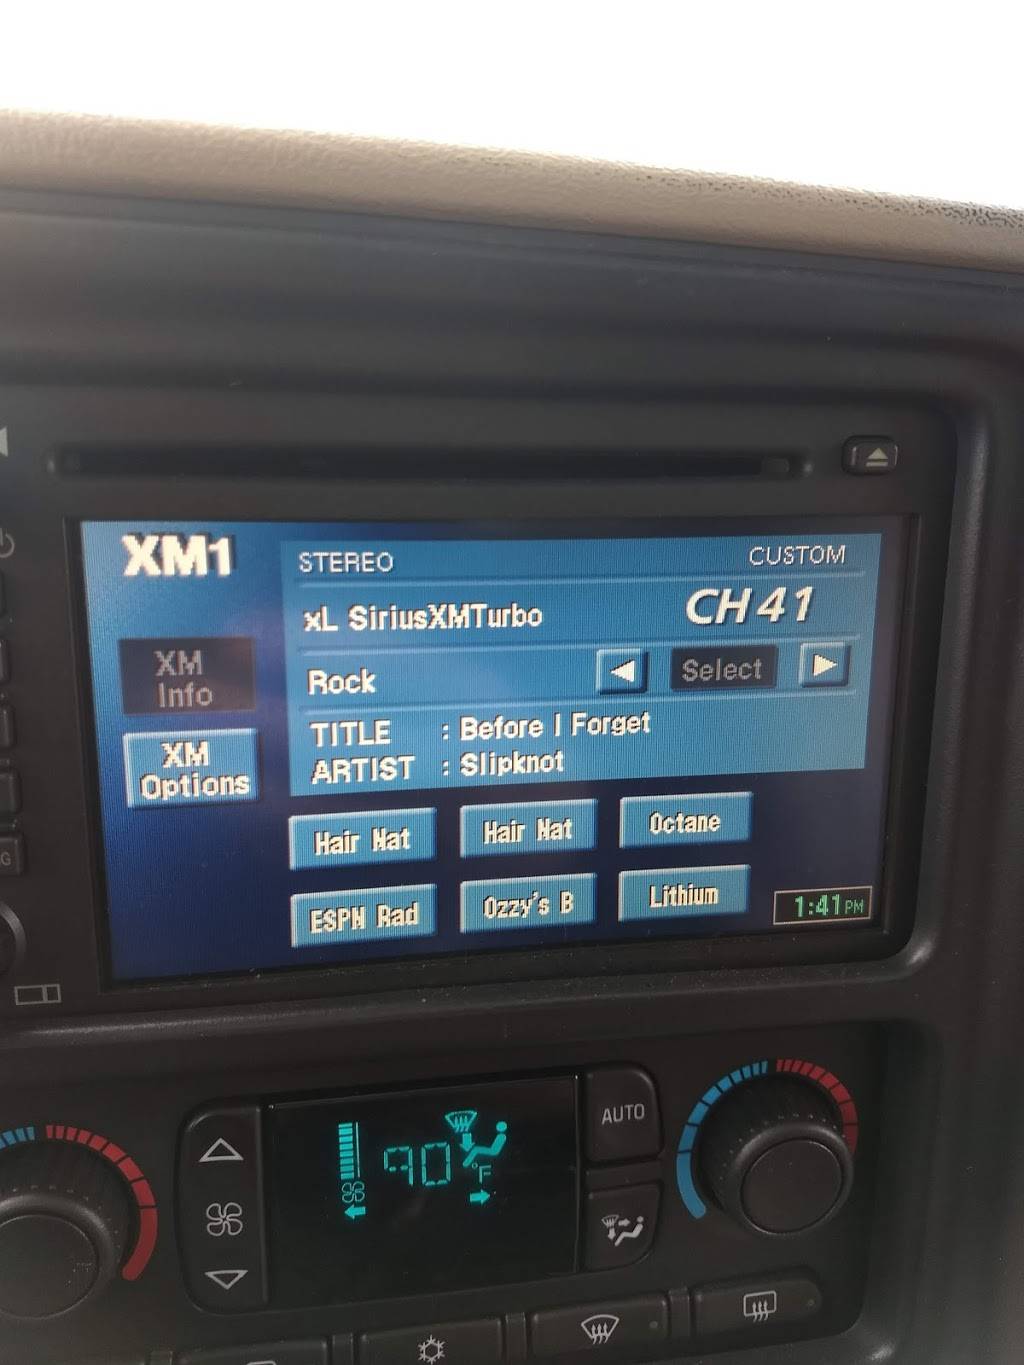 XM1
STEREO CUSTOM
xL SiriusXMTurbo CH 41
XM Info
Rock Select
TITLE : Before I Forget
XM Options
ARTIST : Slipknot
Hair Nat Hair Nat Octane
ESPN Rad Ozzy's B Lithium
1:41 PM
AUTO
90 °F